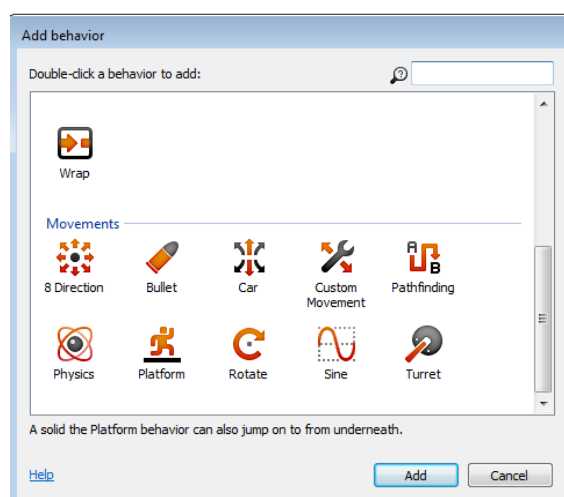 Add behavior
Double-click a behavior to add:
Wrap
Movements
8 Direction Bullet Car Custom Movement Pathfinding
Physics Platform Rotate Sine Turret
A solid the Platform behavior can also jump on to from underneath.
Help Add Cancel